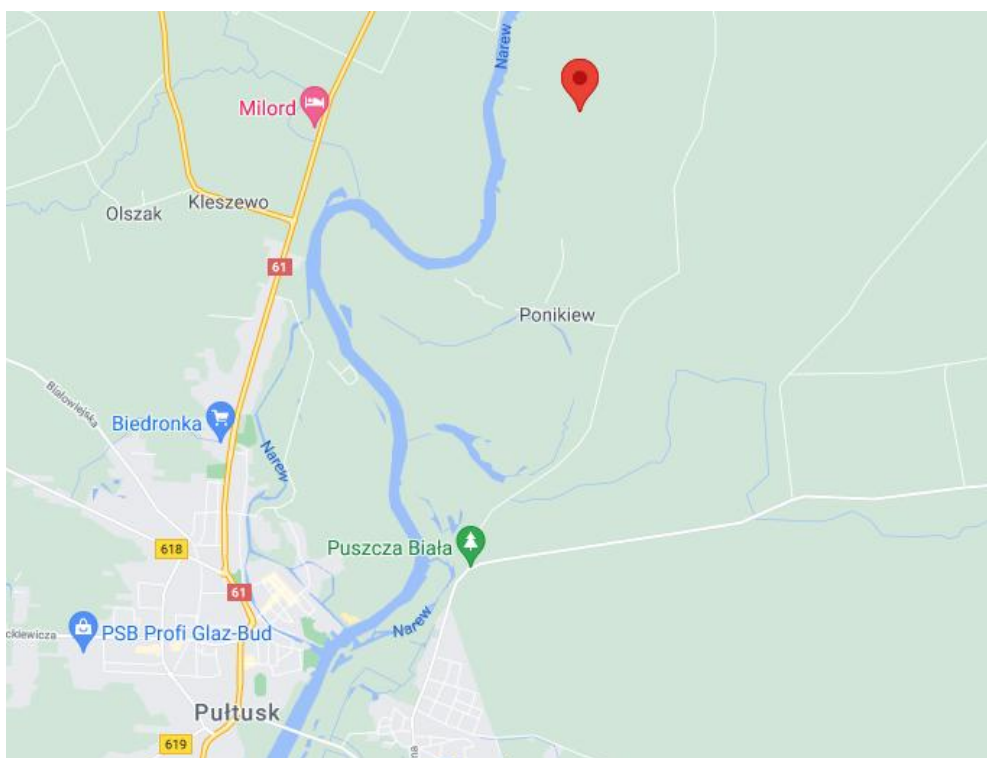 Narew
Milord
Kleszewo
Olszak
61
Ponikiew
Białowiejska
Biedronka
Narew
618
Puszcza Biała
61
Narew
ckiewicza
PSB Profi Glaz-Bud
Pułtusk
619